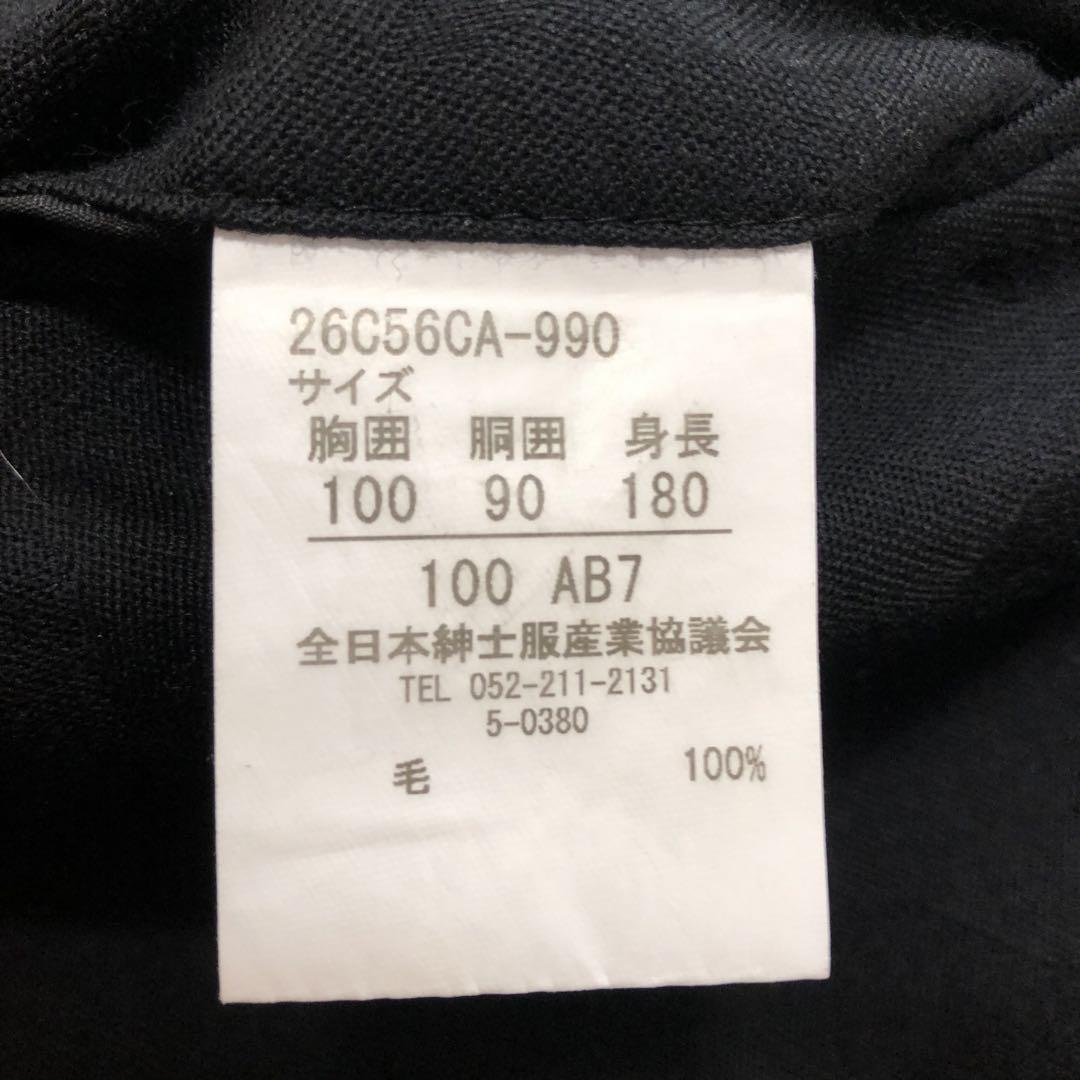 26C56CA-990
サイズ
胸囲 胴囲 身長
100 90 180
100 AB7
全日本紳士服産業協議会
TEL 052-211-2131
5-0380
毛 100%